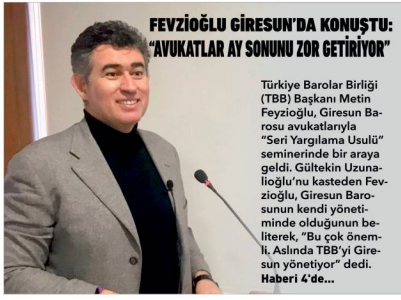 FEVZİOĞLU GİRESUN'DA KONUŞTU:
“AVUKATLAR AY SONUNU ZOR GETİRİYOR”
Türkiye Barolar Birliği
(TBB) Başkanı Metin
Feyzioğlu, Giresun Ba-
rosu avukatlarıyla
“Seri Yargılama Usulü”
seminerinde bir araya
geldi. Gültekin Uzuna-
lioğlu’nu kasteden Fev-
zioğlu, Giresun Baro-
sunun kendi yöneti-
minde olduğunun be-
literek, “Bu çok önem-
li. Aslında TBB’yi Gire-
sun yönetiyor” dedi.
Haberi 4'de...